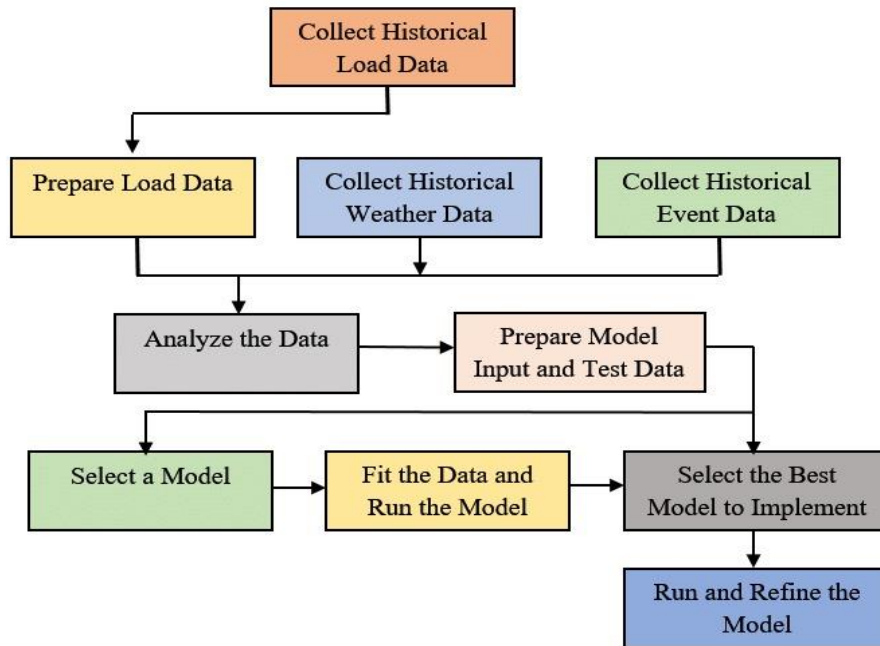 Collect Historical
Load Data
Prepare Load Data
Collect Historical
Weather Data
Collect Historical
Event Data
Analyze the Data
Prepare Model
Input and Test Data
Select a Model
Fit the Data and
Run the Model
Select the Best
Model to Implement
Run and Refine the
Model